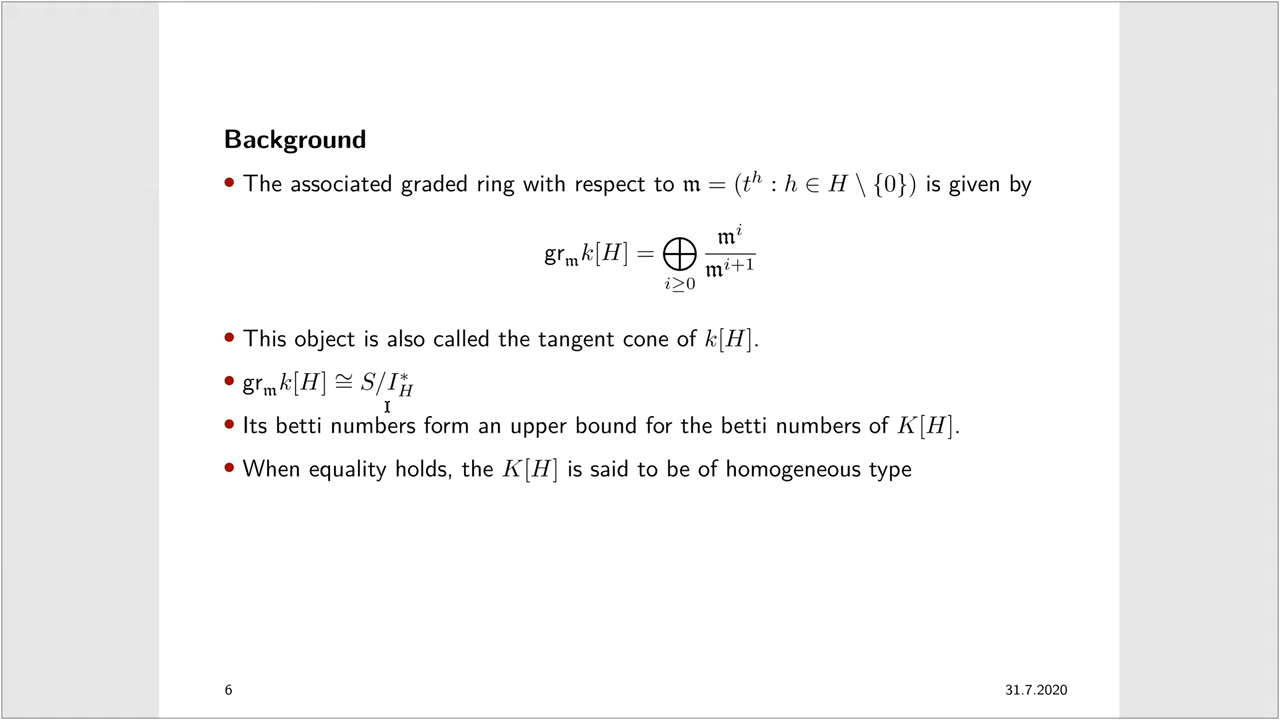 Background
• The associated graded ring with respect to 𝔪 = (t^h : h ∈ H \ {0}) is given by
gr_𝔪 k[H] = ⊕_{i≥0} 𝔪^i / 𝔪^{i+1}
• This object is also called the tangent cone of k[H].
• gr_𝔪 k[H] ≅ S/I_H^*
• Its betti numbers form an upper bound for the betti numbers of K[H].
• When equality holds, the K[H] is said to be of homogeneous type
6 31.7.2020